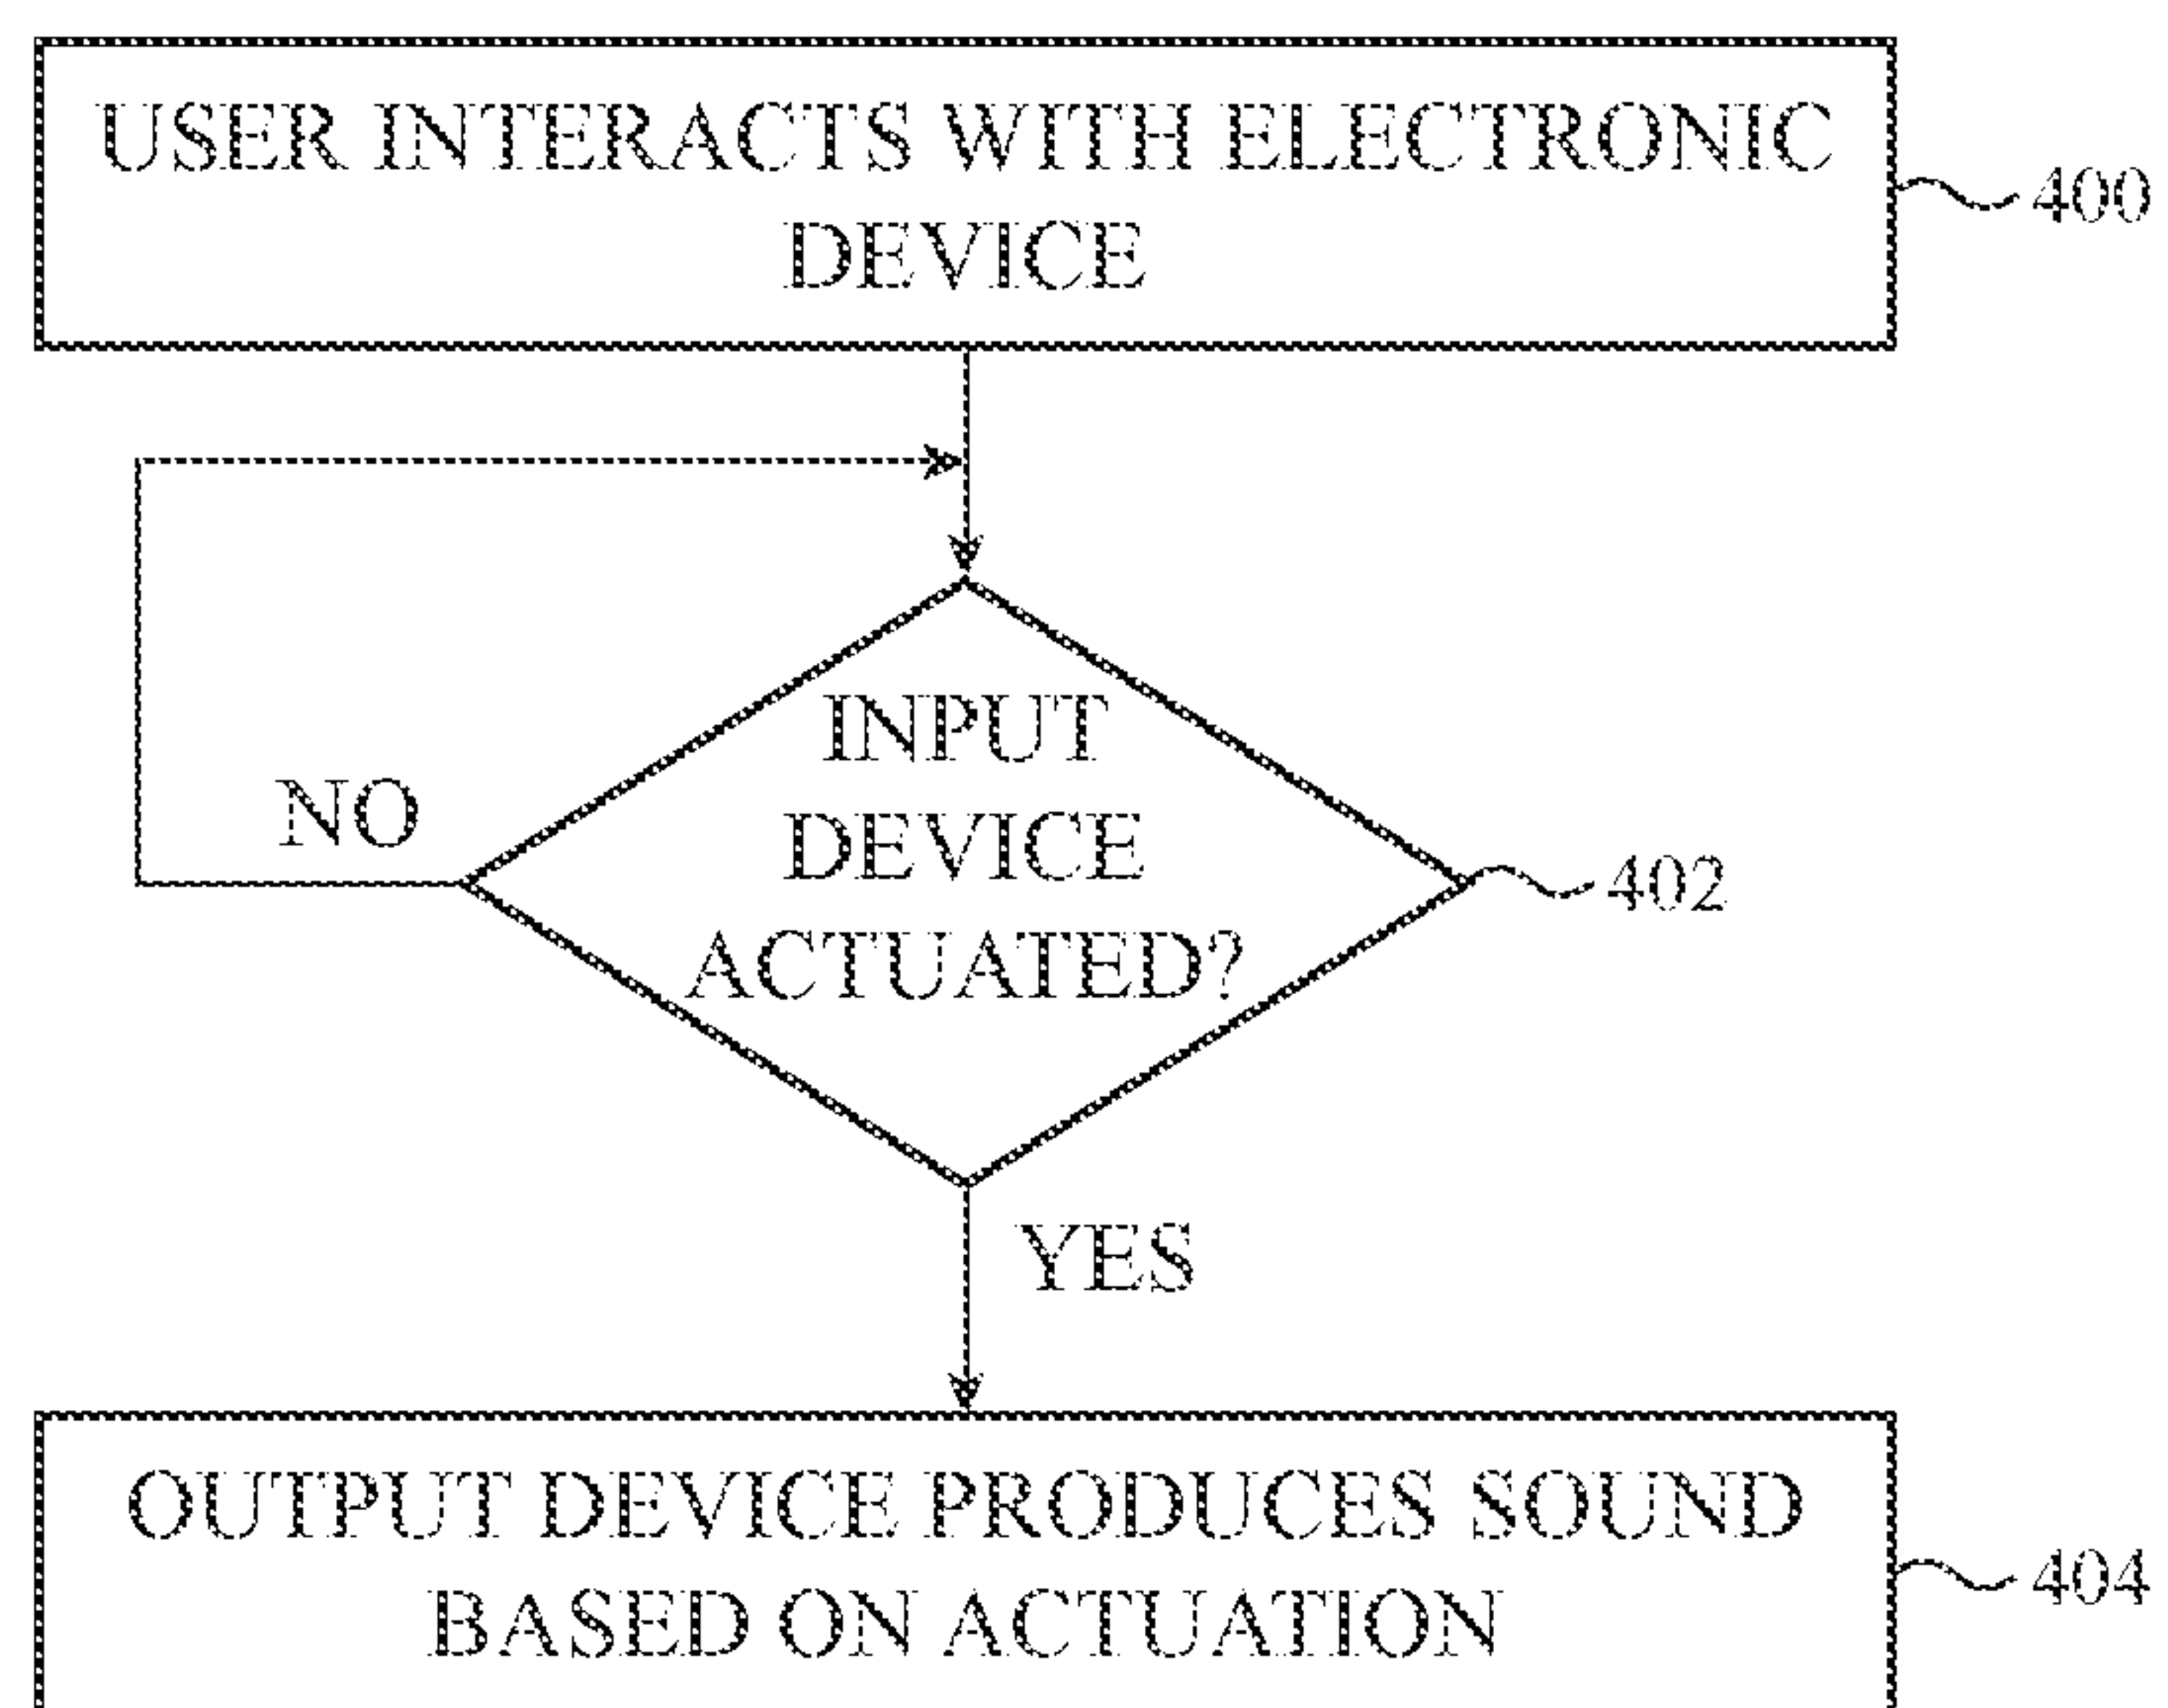 USER INTERACTS WITH ELECTRONIC
DEVICE
400
INPUT
DEVICE
ACTUATED?
NO
402
YES
OUTPUT DEVICE PRODUCES SOUND
BASED ON ACTUATION
404